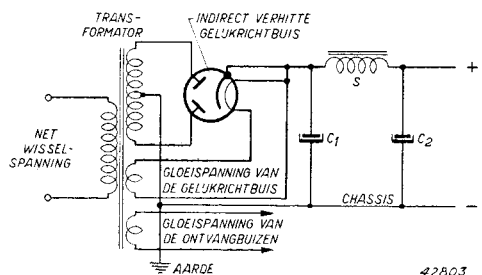 TRANS-
FORMATOR
INDIRECT VERHITTE
GELIJKRICHTBUIS
NET
WISSEL-
SPANNING
S
+
C1
C2
GLOEISPANNING VAN
DE GELIJKRICHTBUIS
CHASSIS
−
GLOEISPANNING VAN
DE ONTVANGBUIZEN
AARDE
42803